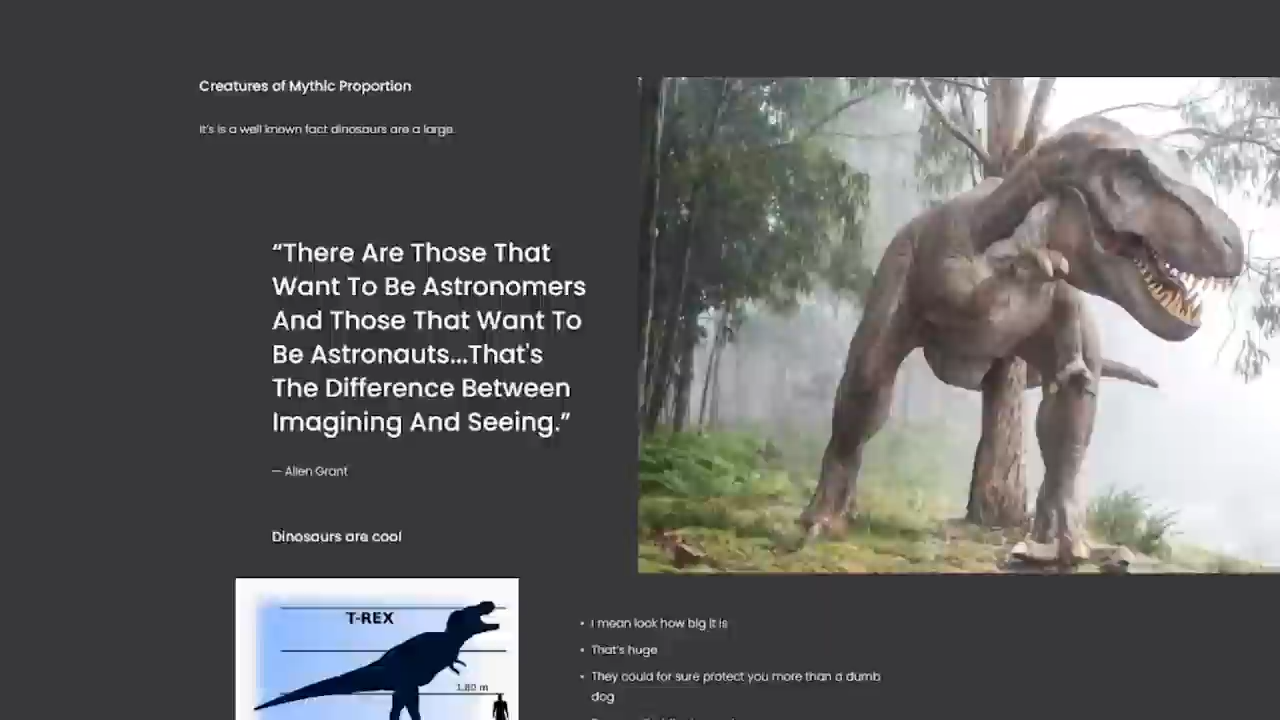 Creatures of Mythic Proportion
It's is a well known fact dinosaurs are a large.
“There Are Those That
Want To Be Astronomers
And Those That Want To
Be Astronauts...That's
The Difference Between
Imagining And Seeing.”
— Allen Grant
Dinosaurs are cool
T-REX
1.80 m
• I mean look how big it is
• That's huge
• They could for sure protect you more than a dumb
dog